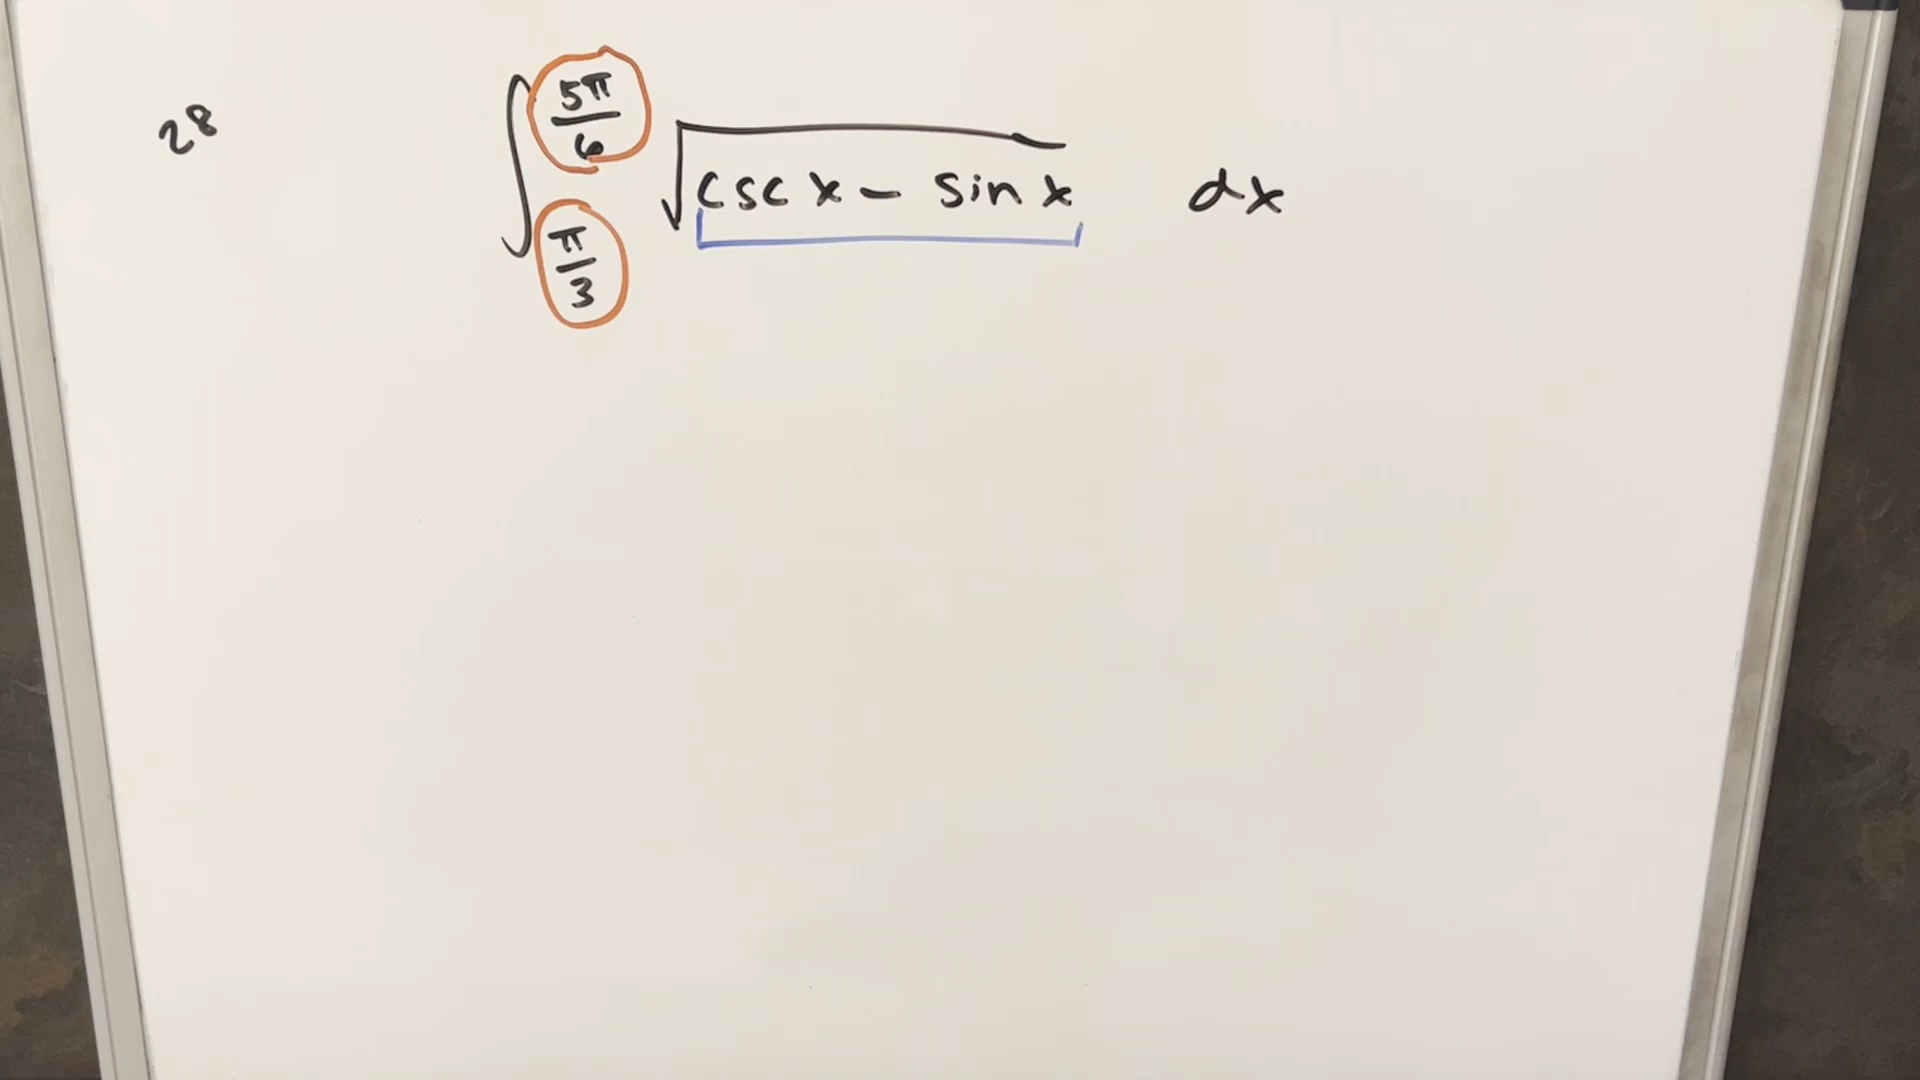 28
∫_{π/3}^{5π/6} √(csc x − sin x) dx